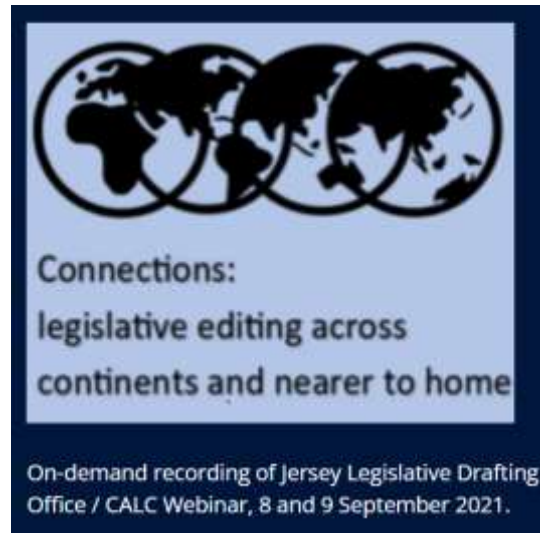 Connections:
legislative editing across
continents and nearer to home
On-demand recording of Jersey Legislative Drafting
Office / CALC Webinar, 8 and 9 September 2021.